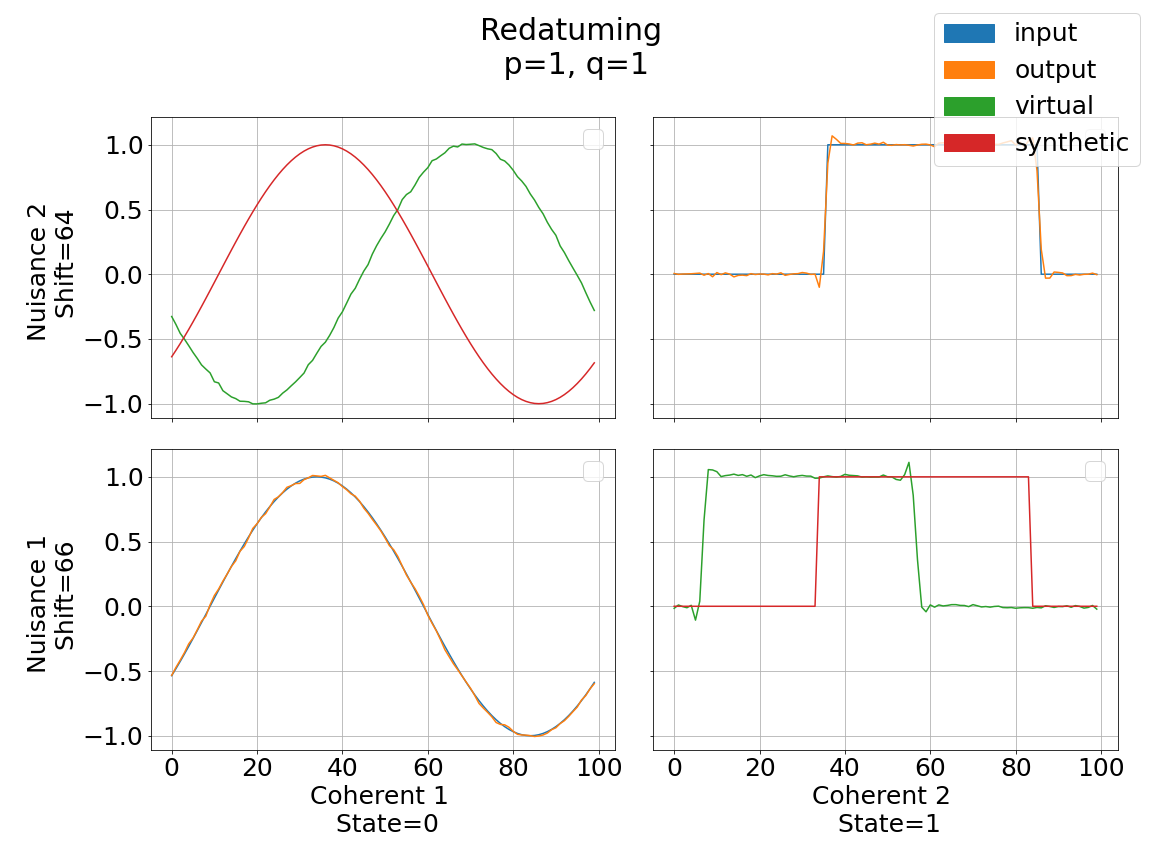 Redatuming
p=1, q=1
input
output
virtual
synthetic
Nuisance 2
Shift=64
1.0
0.5
0.0
−0.5
−1.0
Nuisance 1
Shift=66
1.0
0.5
0.0
−0.5
−1.0
0 20 40 60 80 100
0 20 40 60 80 100
Coherent 1
State=0
Coherent 2
State=1